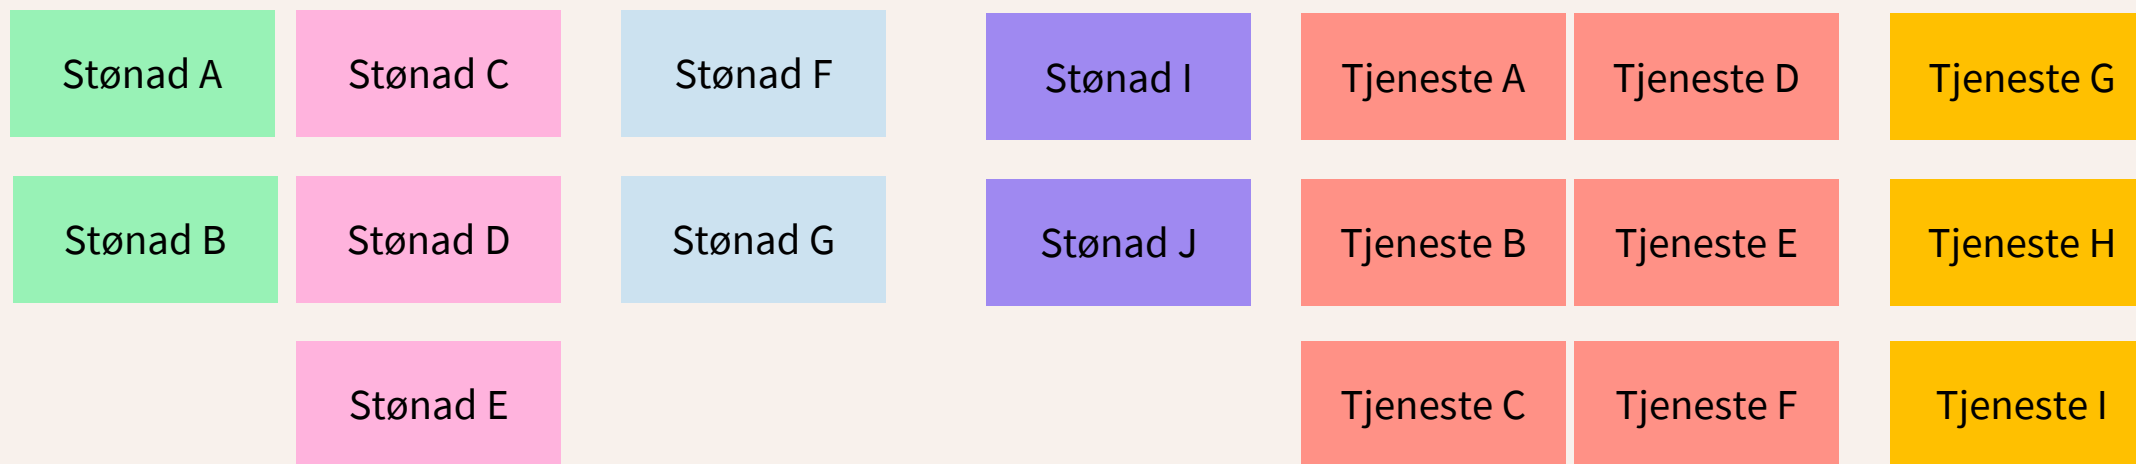 Stønad A
Stønad C
Stønad F
Stønad I
Tjeneste A
Tjeneste D
Tjeneste G
Stønad B
Stønad D
Stønad G
Stønad J
Tjeneste B
Tjeneste E
Tjeneste H
Stønad E
Tjeneste C
Tjeneste F
Tjeneste I